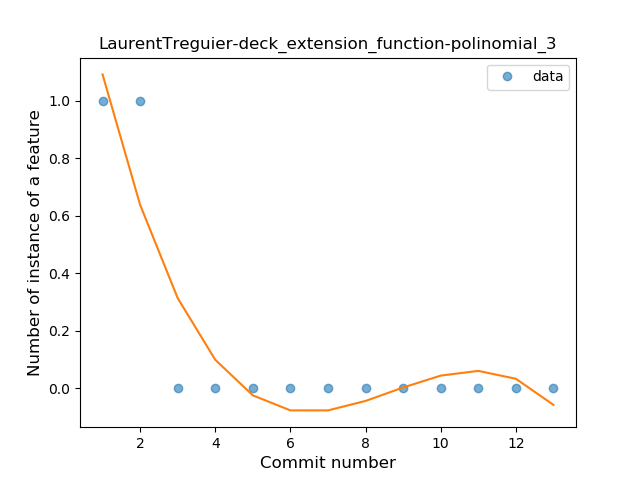 LaurentTreguier-deck_extension_function-polinomial_3
data
Number of instance of a feature
1.0
0.8
0.6
0.4
0.2
0.0
2 4 6 8 10 12
Commit number